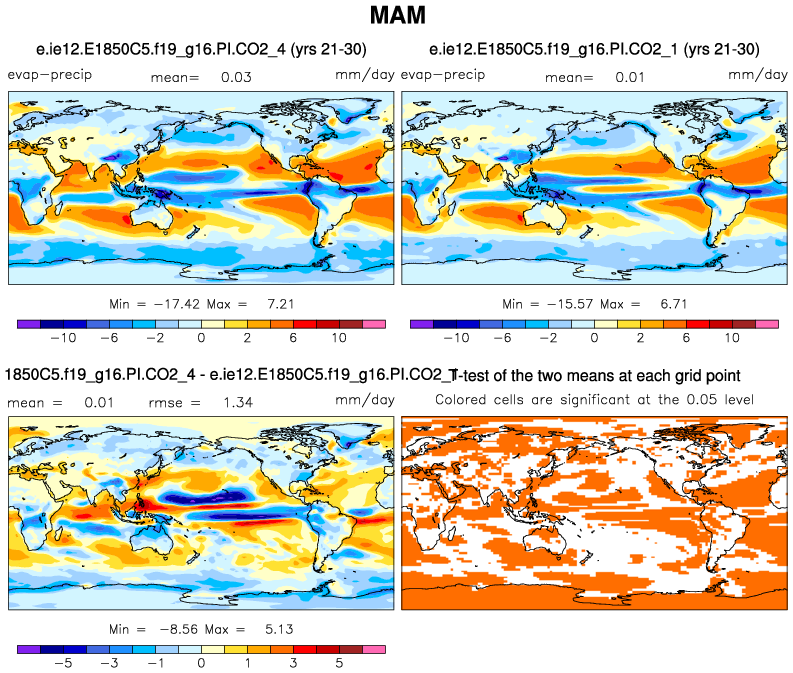 MAM
e.ie12.E1850C5.f19_g16.PI.CO2_4 (yrs 21-30) e.ie12.E1850C5.f19_g16.PI.CO2_1 (yrs 21-30)
evap-precip mean= 0.03 mm/day evap-precip mean= 0.01 mm/day
Min = -17.42 Max = 7.21 Min = -15.57 Max = 6.71
-10 -6 -2 0 2 6 10 -10 -6 -2 0 2 6 10
1850C5.f19_g16.PI.CO2_4 - e.ie12.E1850C5.f19_g16.PI.CO2_1 T-test of the two means at each grid point
mean = 0.01 rmse = 1.34 mm/day Colored cells are significant at the 0.05 level
Min = -8.56 Max = 5.13
-5 -3 -1 0 1 3 5